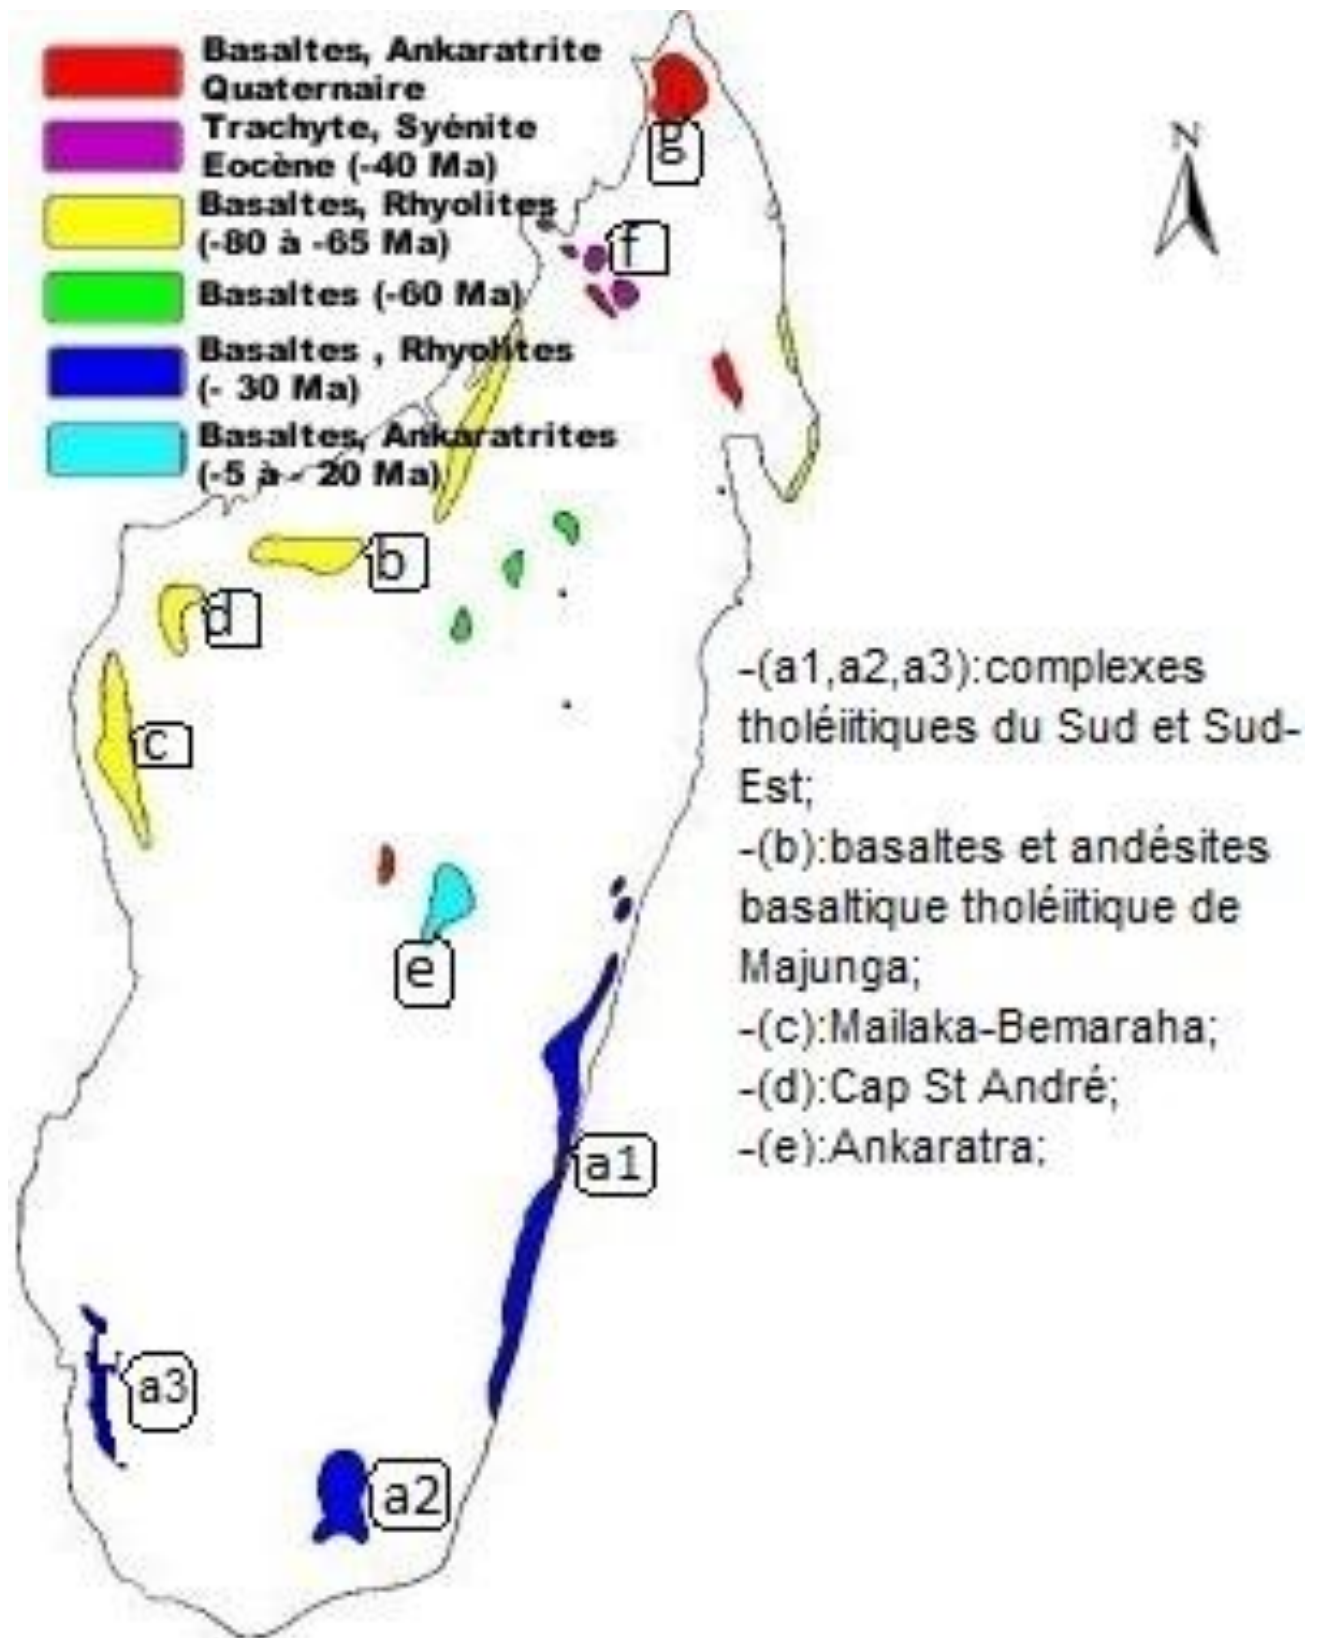 Basaltes, Ankaratrite
Quaternaire
Trachyte, Syénite
Eocène (-40 Ma)
Basaltes, Rhyolites
(-80 à -65 Ma)
Basaltes (-60 Ma)
Basaltes , Rhyolites
(- 30 Ma)
Basaltes, Ankaratrites
(-5 à - 20 Ma)
N
g
f
b
d
c
e
a1
a3
a2
-(a1,a2,a3):complexes
tholéiitiques du Sud et Sud-
Est;
-(b):basaltes et andésites
basaltique tholéiitique de
Majunga;
-(c):Mailaka-Bemaraha;
-(d):Cap St André;
-(e):Ankaratra;